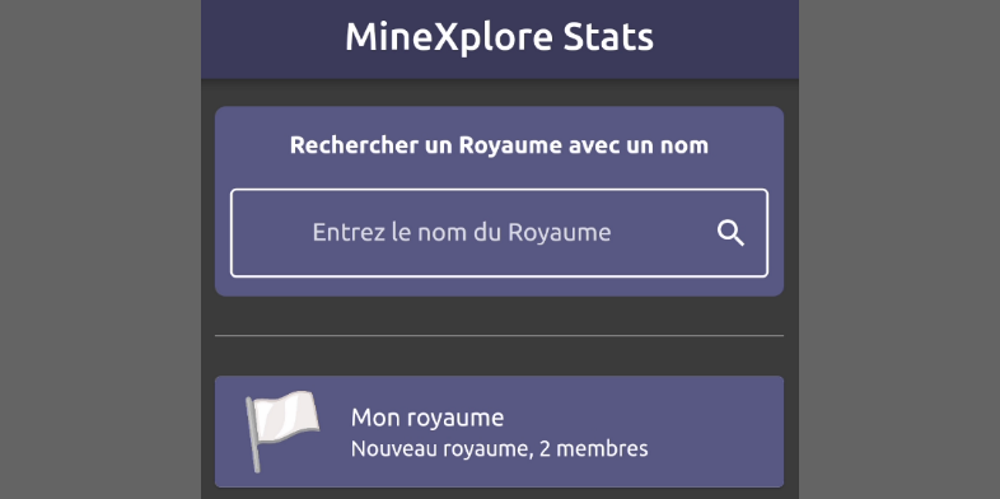 MineXplore Stats
Rechercher un Royaume avec un nom
Entrez le nom du Royaume
Mon royaume
Nouveau royaume, 2 membres